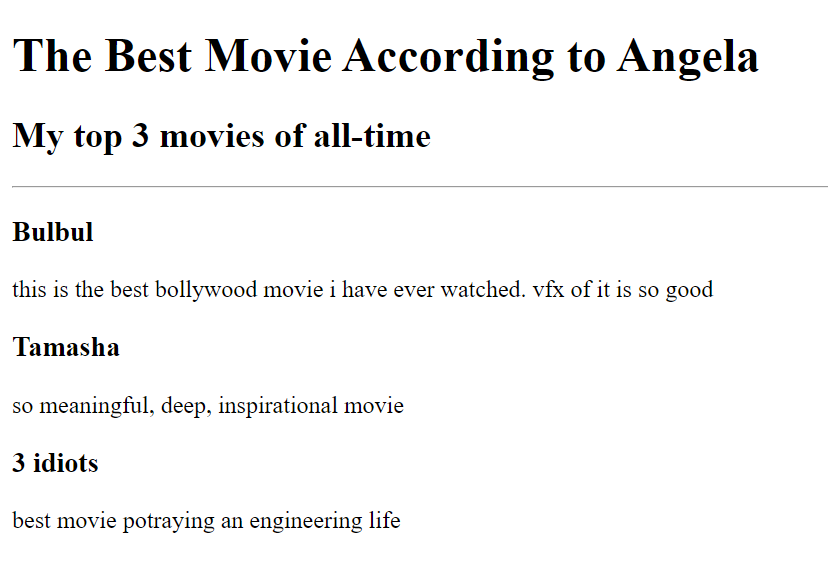 The Best Movie According to Angela
My top 3 movies of all-time
Bulbul
this is the best bollywood movie i have ever watched. vfx of it is so good
Tamasha
so meaningful, deep, inspirational movie
3 idiots
best movie potraying an engineering life